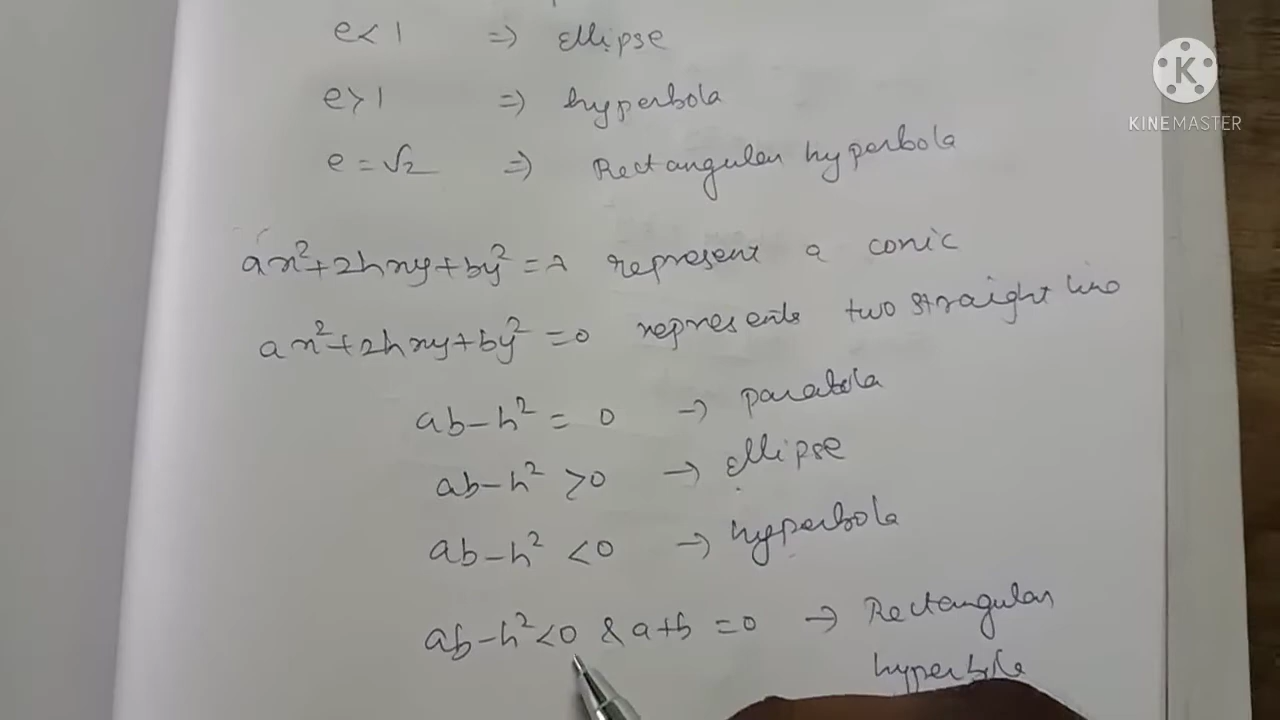 e < 1 => Ellipse
e > 1 => hyperbola
e = √2 => Rectangular hyperbola
ax²+2hxy+by² = λ represent a conic
ax²+2hxy+by² = 0 represents two straight line
ab-h² = 0 → parabola
ab-h² > 0 → ellipse
ab-h² < 0 → hyperbola
ab-h² < 0 & a+b = 0 → Rectangular
hyperbola
K
KINEMASTER